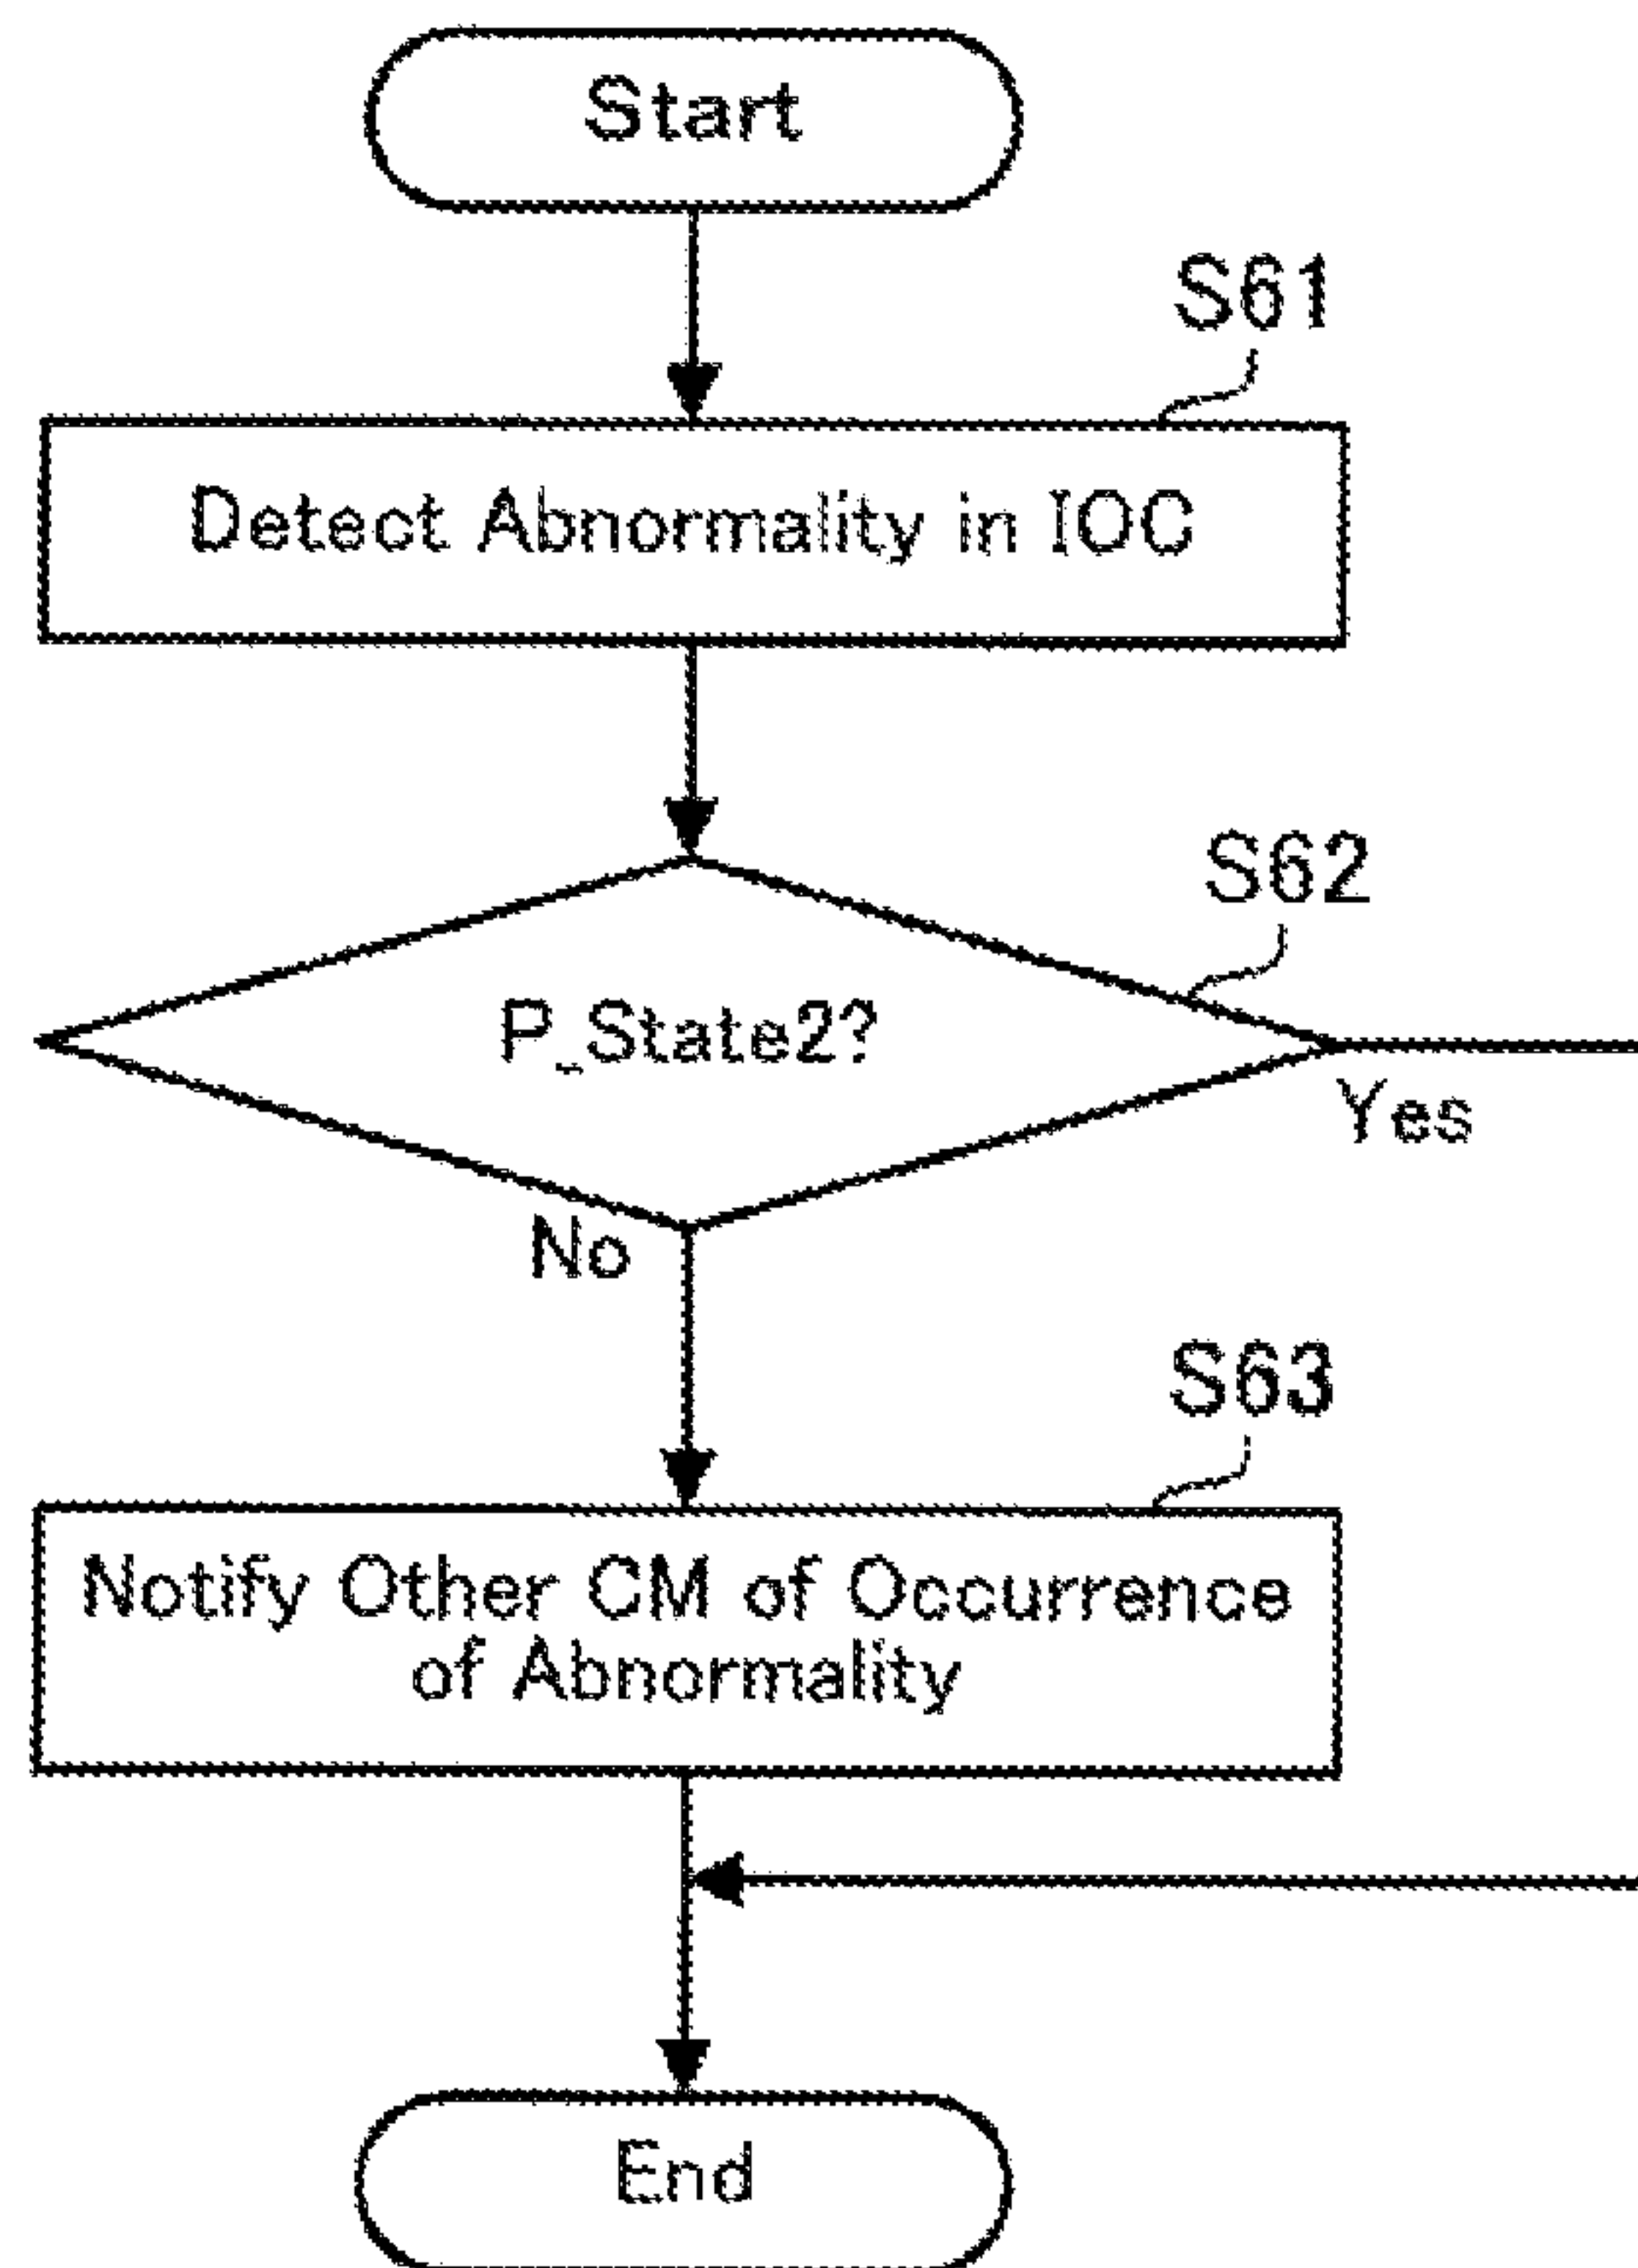 Start
S61
Detect Abnormality in IOC
S62
P_State2?
Yes
No
S63
Notify Other CM of Occurrence
of Abnormality
End